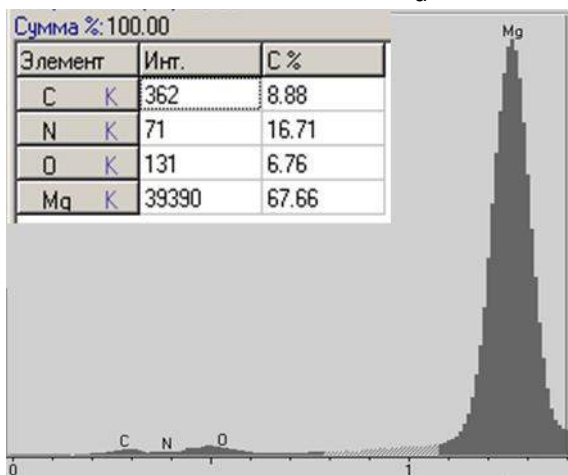 Сумма %: 100.00
Элемент Инт. C %
C K 362 8.88
N K 71 16.71
O K 131 6.76
Mg K 39390 67.66
Mg
C N O
0 1